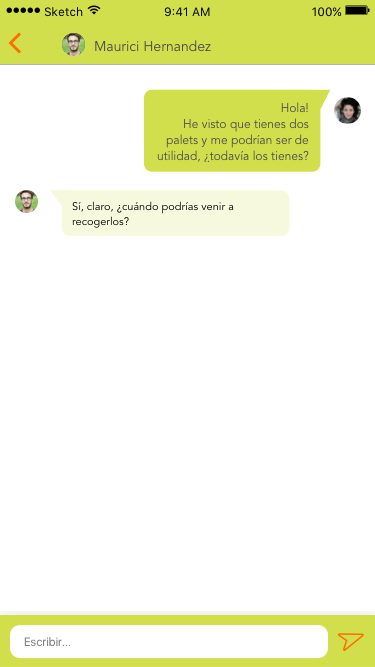 Sketch 9:41 AM 100%
Maurici Hernandez
Hola!
He visto que tienes dos
palets y me podrían ser de
utilidad, ¿todavía los tienes?
Sí, claro, ¿cuándo podrías venir a
recogerlos?
Escribir...